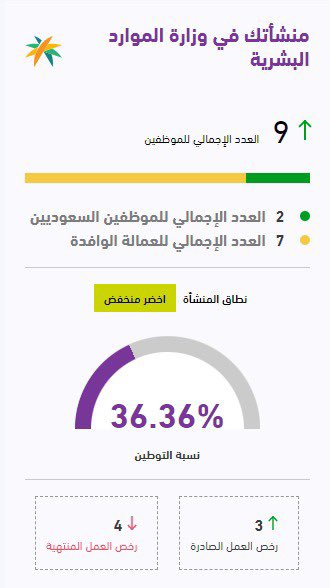 منشأتك في وزارة الموارد
البشرية
9 العدد الإجمالي للموظفين
2 العدد الإجمالي للموظفين السعوديين
7 العدد الإجمالي للعمالة الوافدة
نطاق المنشأة اخضر منخفض
36.36%
نسبة التوطين
3
رخص العمل الصادرة
4
رخص العمل المنتهية